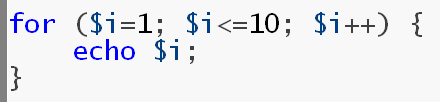 for ($i=1; $i<=10; $i++) {
    echo $i;
}